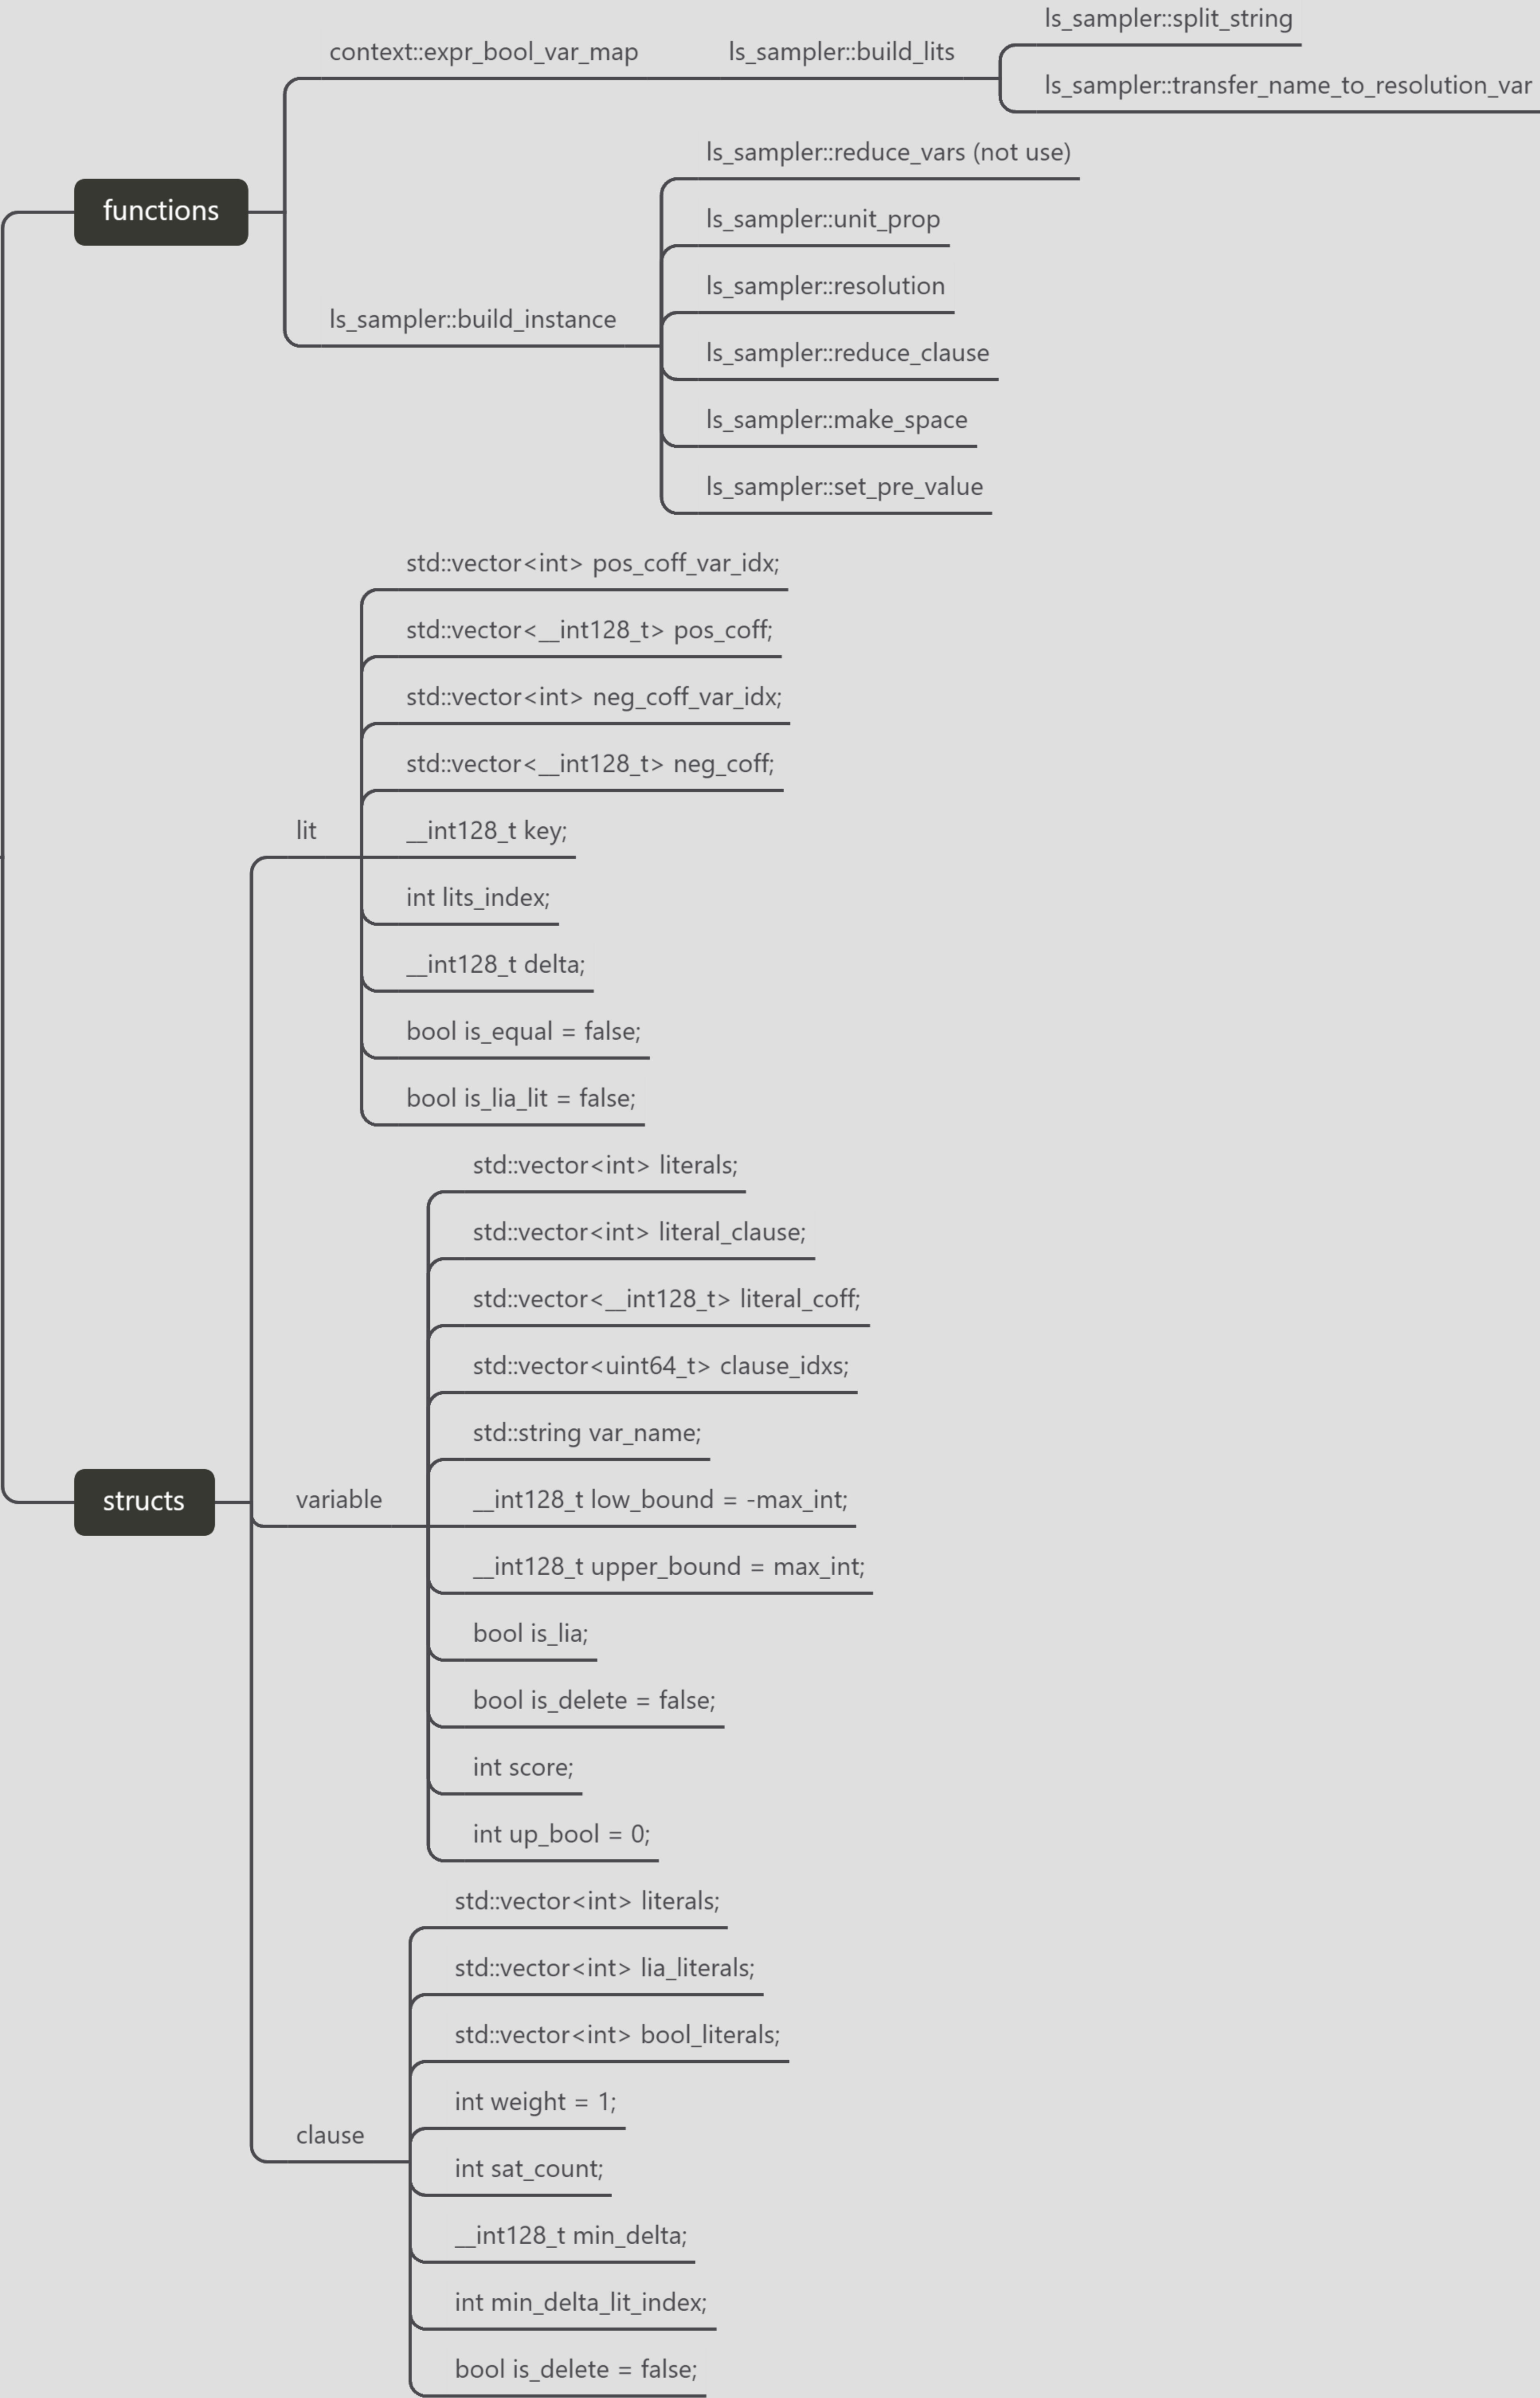 functions
context::expr_bool_var_map
ls_sampler::build_lits
ls_sampler::split_string
ls_sampler::transfer_name_to_resolution_var
ls_sampler::build_instance
ls_sampler::reduce_vars (not use)
ls_sampler::unit_prop
ls_sampler::resolution
ls_sampler::reduce_clause
ls_sampler::make_space
ls_sampler::set_pre_value
structs
lit
std::vector<int> pos_coff_var_idx;
std::vector<__int128_t> pos_coff;
std::vector<int> neg_coff_var_idx;
std::vector<__int128_t> neg_coff;
__int128_t key;
int lits_index;
__int128_t delta;
bool is_equal = false;
bool is_lia_lit = false;
variable
std::vector<int> literals;
std::vector<int> literal_clause;
std::vector<__int128_t> literal_coff;
std::vector<uint64_t> clause_idxs;
std::string var_name;
__int128_t low_bound = -max_int;
__int128_t upper_bound = max_int;
bool is_lia;
bool is_delete = false;
int score;
int up_bool = 0;
clause
std::vector<int> literals;
std::vector<int> lia_literals;
std::vector<int> bool_literals;
int weight = 1;
int sat_count;
__int128_t min_delta;
int min_delta_lit_index;
bool is_delete = false;